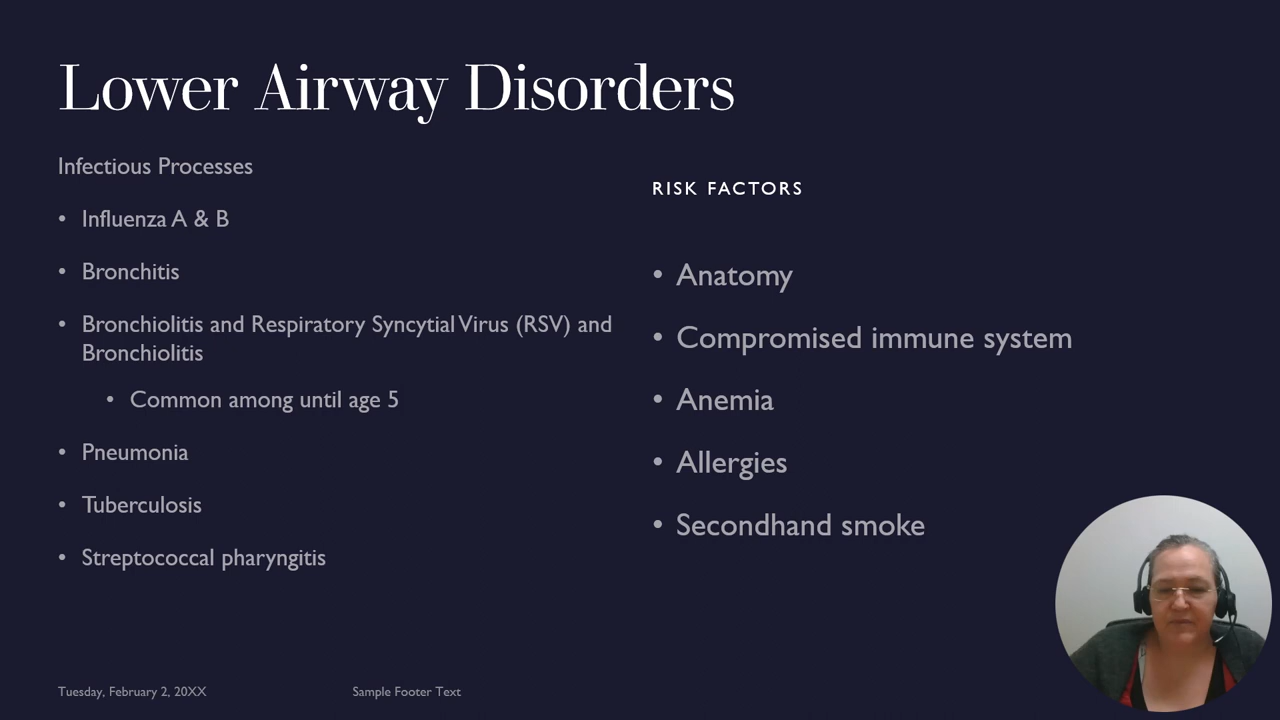 Lower Airway Disorders
Infectious Processes
• Influenza A & B
• Bronchitis
• Bronchiolitis and Respiratory Syncytial Virus (RSV) and
Bronchiolitis
• Common among until age 5
• Pneumonia
• Tuberculosis
• Streptococcal pharyngitis
RISK FACTORS
• Anatomy
• Compromised immune system
• Anemia
• Allergies
• Secondhand smoke
Tuesday, February 2, 20XX
Sample Footer Text